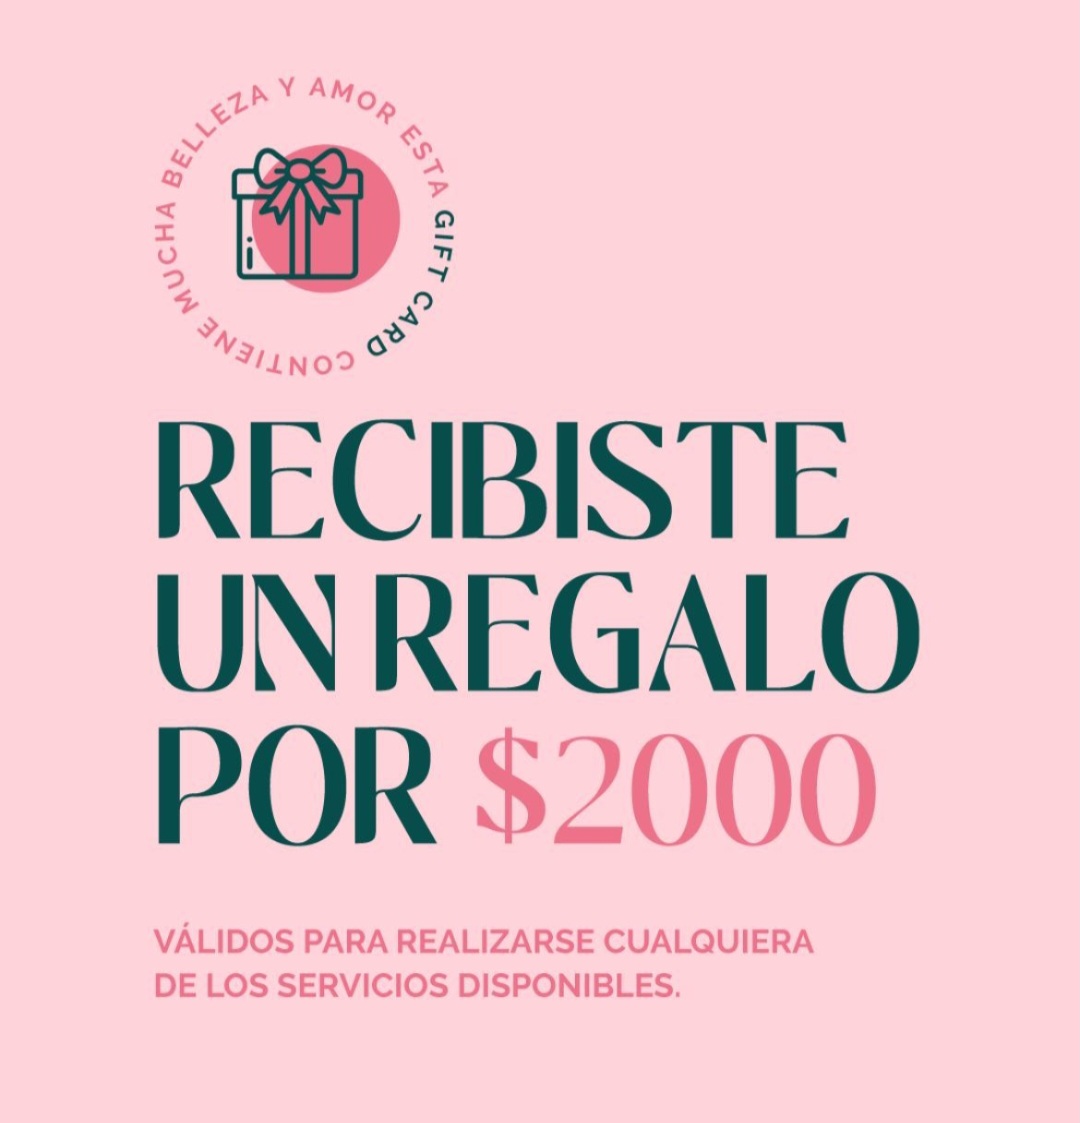 ESTA GIFT CARD CONTIENE MUCHA BELLEZA Y AMOR
RECIBISTE
UN REGALO
POR $2000
VÁLIDOS PARA REALIZARSE CUALQUIERA
DE LOS SERVICIOS DISPONIBLES.